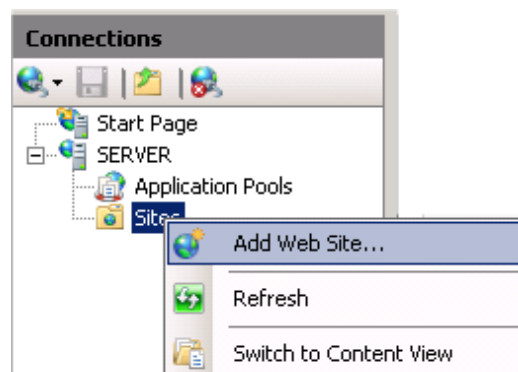 Connections
Start Page
SERVER
Application Pools
Sites
Add Web Site...
Refresh
Switch to Content View